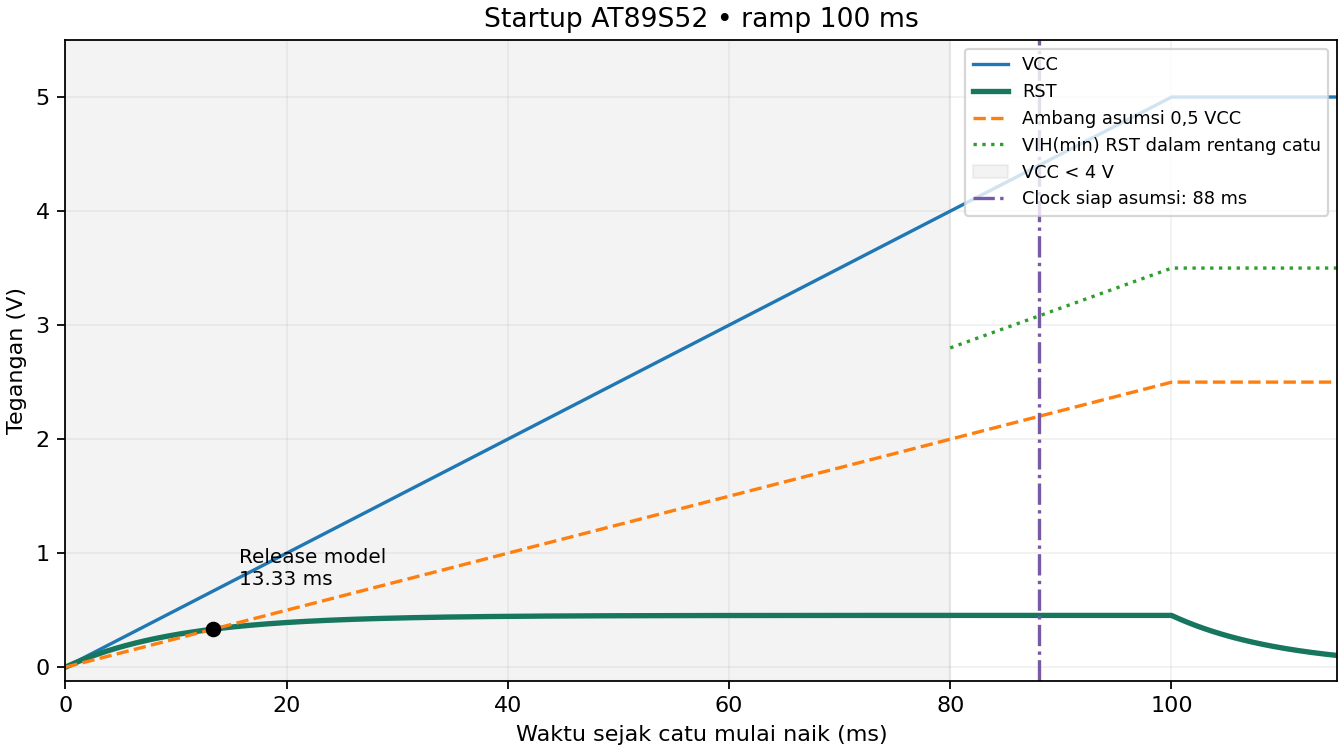 Startup AT89S52 • ramp 100 ms
Tegangan (V)
5
4
3
2
1
0
VCC
RST
Ambang asumsi 0,5 VCC
VIH(min) RST dalam rentang catu
VCC < 4 V
Clock siap asumsi: 88 ms
Release model
13.33 ms
0
20
40
60
80
100
Waktu sejak catu mulai naik (ms)